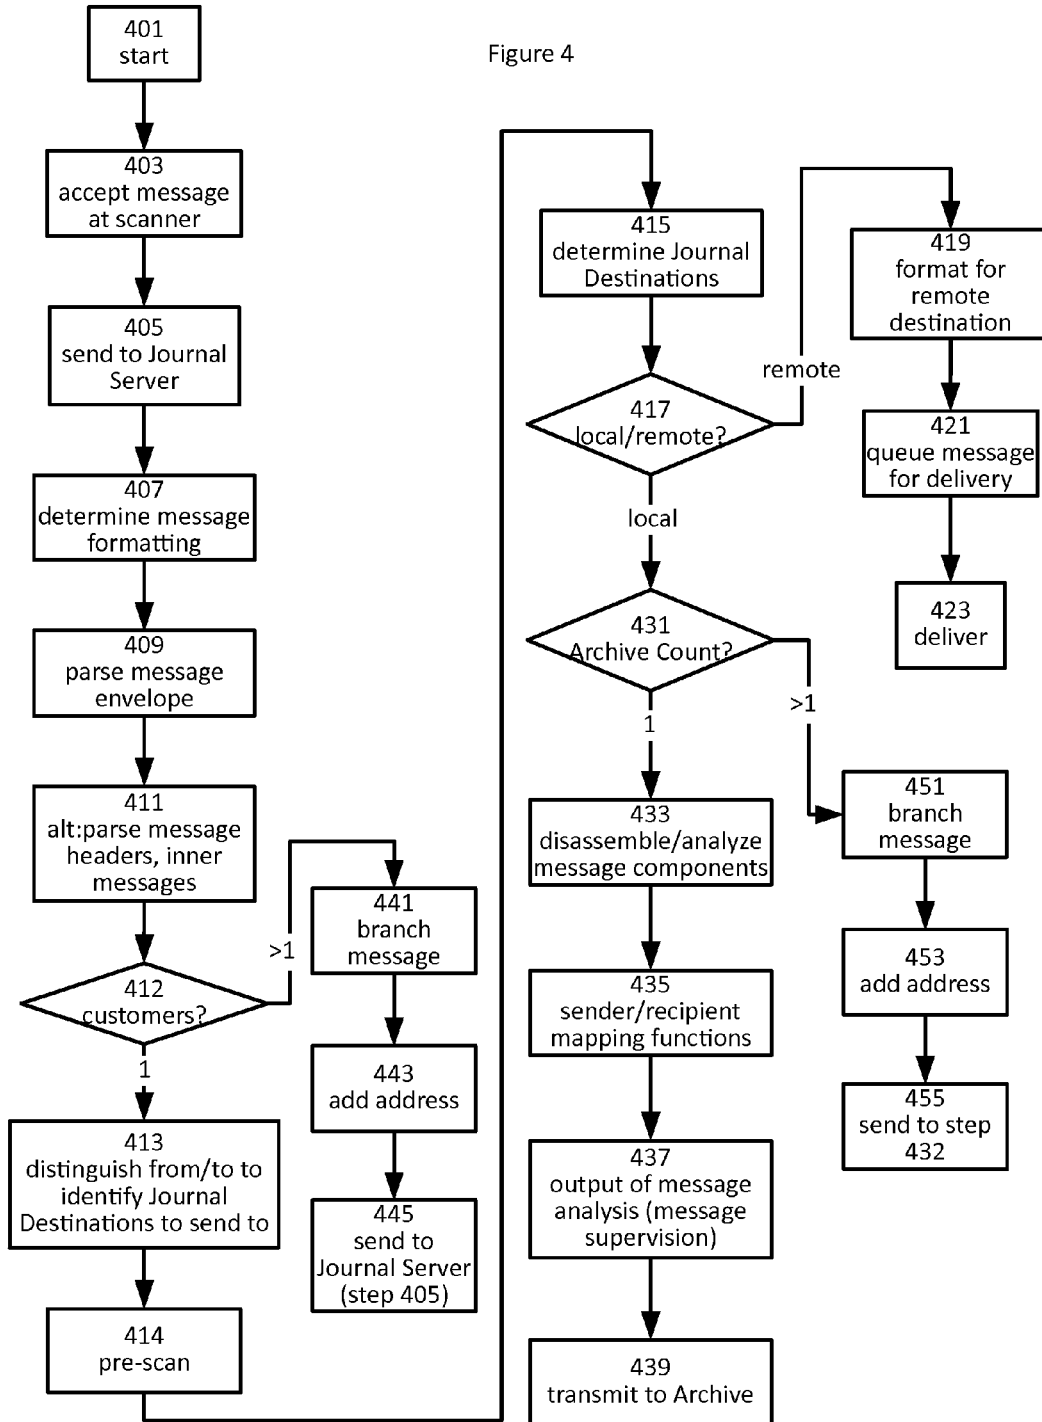 Figure 4
401
start
403
accept message
at scanner
405
send to Journal
Server
407
determine message
formatting
409
parse message
envelope
411
alt:parse message
headers, inner
messages
412
customers?
>1
1
441
branch
message
443
add address
445
send to
Journal Server
(step 405)
413
distinguish from/to to
identify Journal
Destinations to send to
414
pre-scan
415
determine Journal
Destinations
417
local/remote?
remote
local
419
format for
remote
destination
421
queue message
for delivery
423
deliver
431
Archive Count?
>1
1
433
disassemble/analyze
message components
435
sender/recipient
mapping functions
437
output of message
analysis (message
supervision)
439
transmit to Archive
451
branch
message
453
add address
455
send to step
432